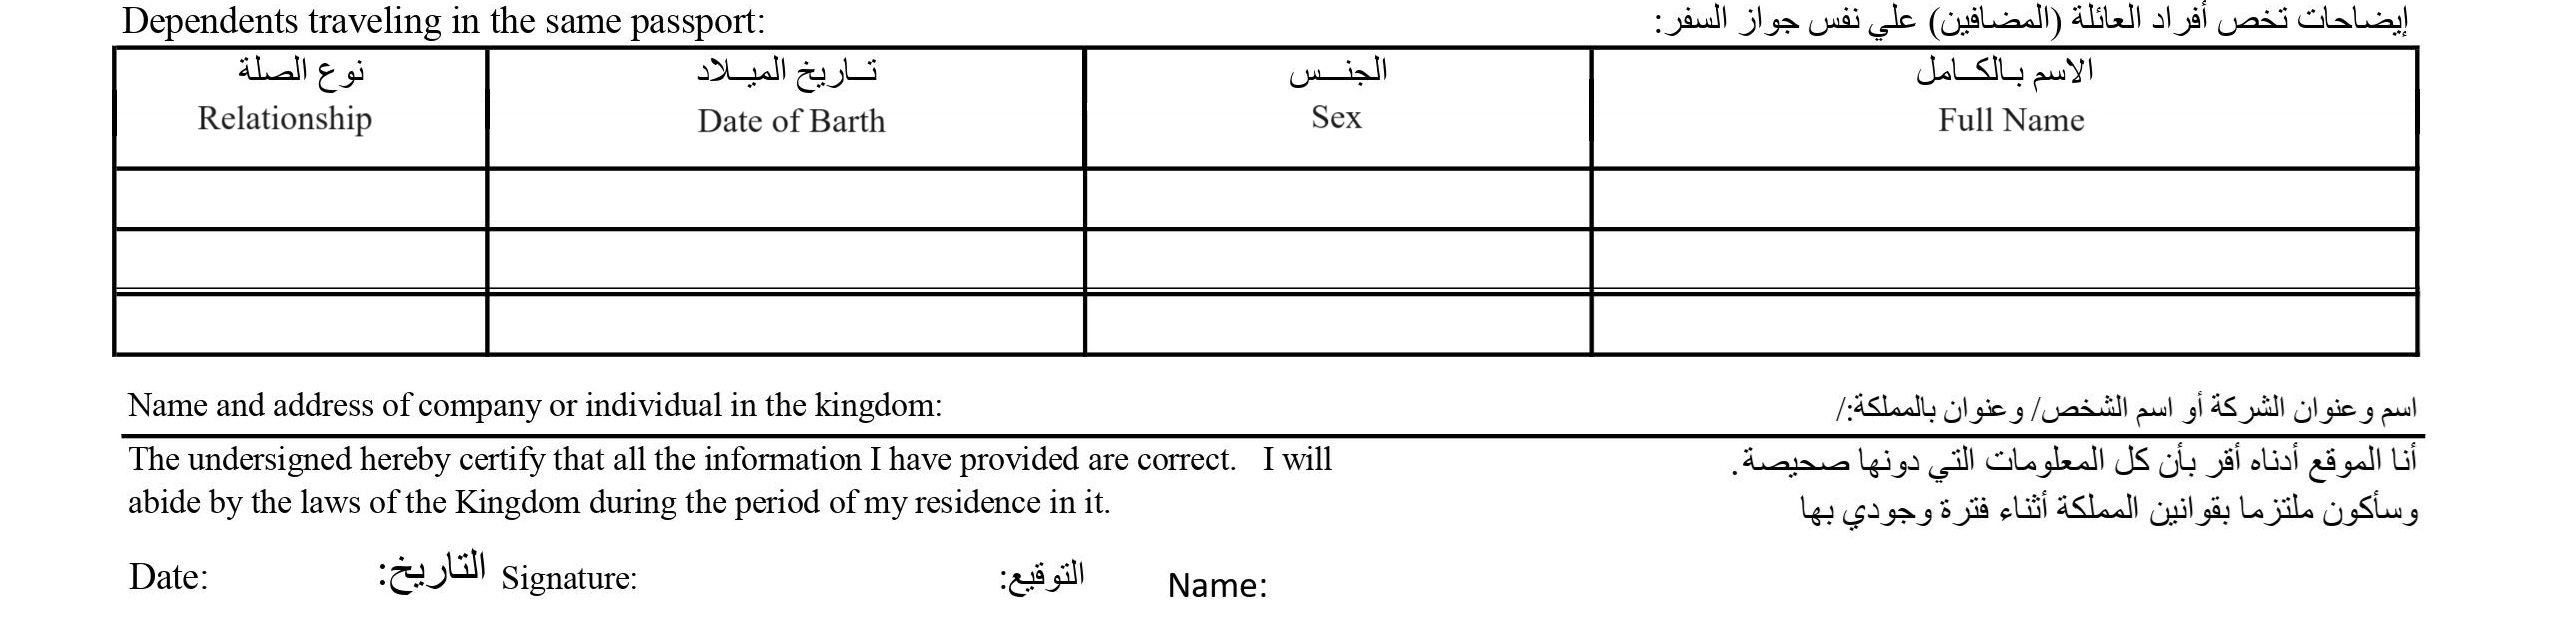 Dependents traveling in the same passport: إيضاحات تخص أفراد العائلة (المضافين) علي نفس جواز السفر:
نوع الصلة تـاريخ الميـلاد الجنـس الاسم بـالكـامل
Relationship Date of Barth Sex Full Name
Name and address of company or individual in the kingdom: اسم وعنوان الشركة أو اسم الشخص/ وعنوان بالمملكة:/
The undersigned hereby certify that all the information I have provided are correct. I will أنا الموقع أدناه أقر بأن كل المعلومات التي دونها صحيصة.
abide by the laws of the Kingdom during the period of my residence in it. وسأكون ملتزما بقوانين المملكة أثناء فترة وجودي بها
Date: التاريخ: Signature: التوقيع: Name: